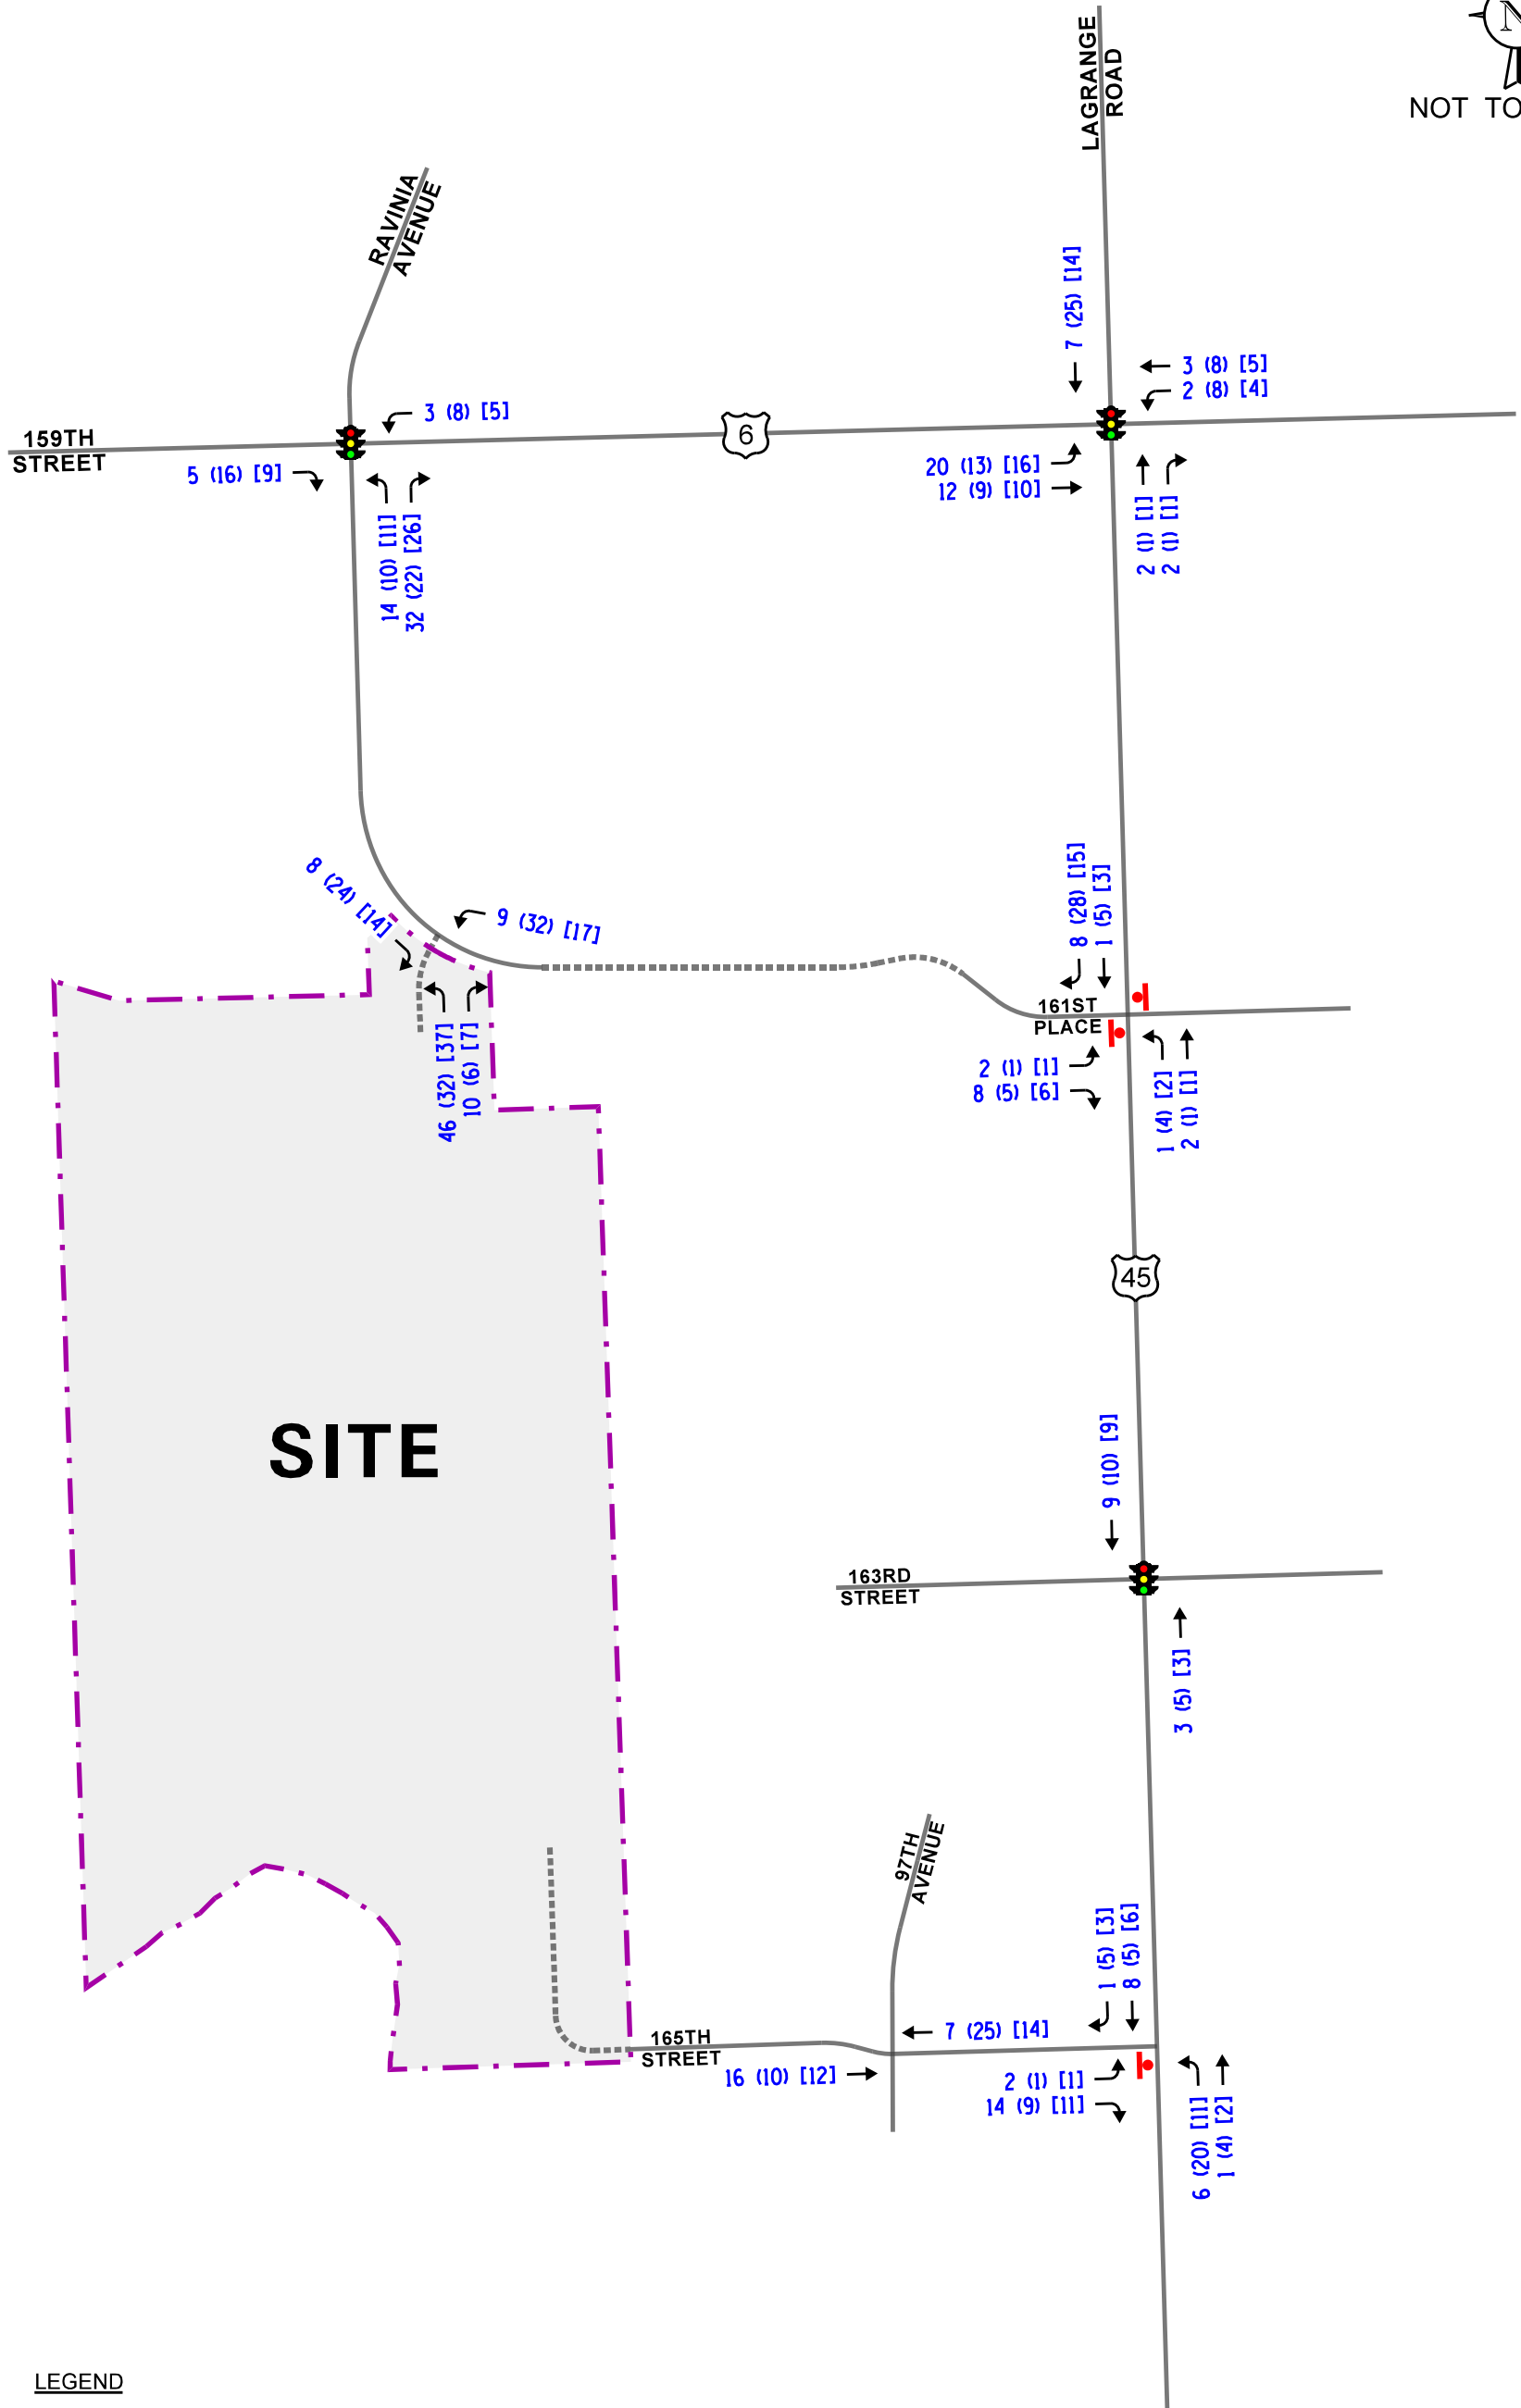 LAGRANGE
ROAD
N
NOT TO
RAVINIA
AVENUE
7 (25) [14]
3 (8) [5]
2 (8) [4]
3 (8) [5]
6
159TH
STREET
5 (16) [9]
20 (13) [16]
12 (9) [10]
14 (10) [11]
32 (22) [26]
2 (1) [1]
2 (1) [1]
8 (24) [14]
9 (32) [17]
8 (28) [15]
1 (5) [3]
161ST
PLACE
2 (1) [1]
8 (5) [6]
46 (32) [37]
10 (6) [7]
1 (4) [2]
2 (1) [1]
45
SITE
9 (10) [9]
163RD
STREET
3 (5) [3]
97TH
AVENUE
1 (5) [3]
8 (5) [6]
7 (25) [14]
165TH
STREET
16 (10) [12]
2 (1) [1]
14 (9) [11]
6 (20) [11]
1 (4) [2]
LEGEND